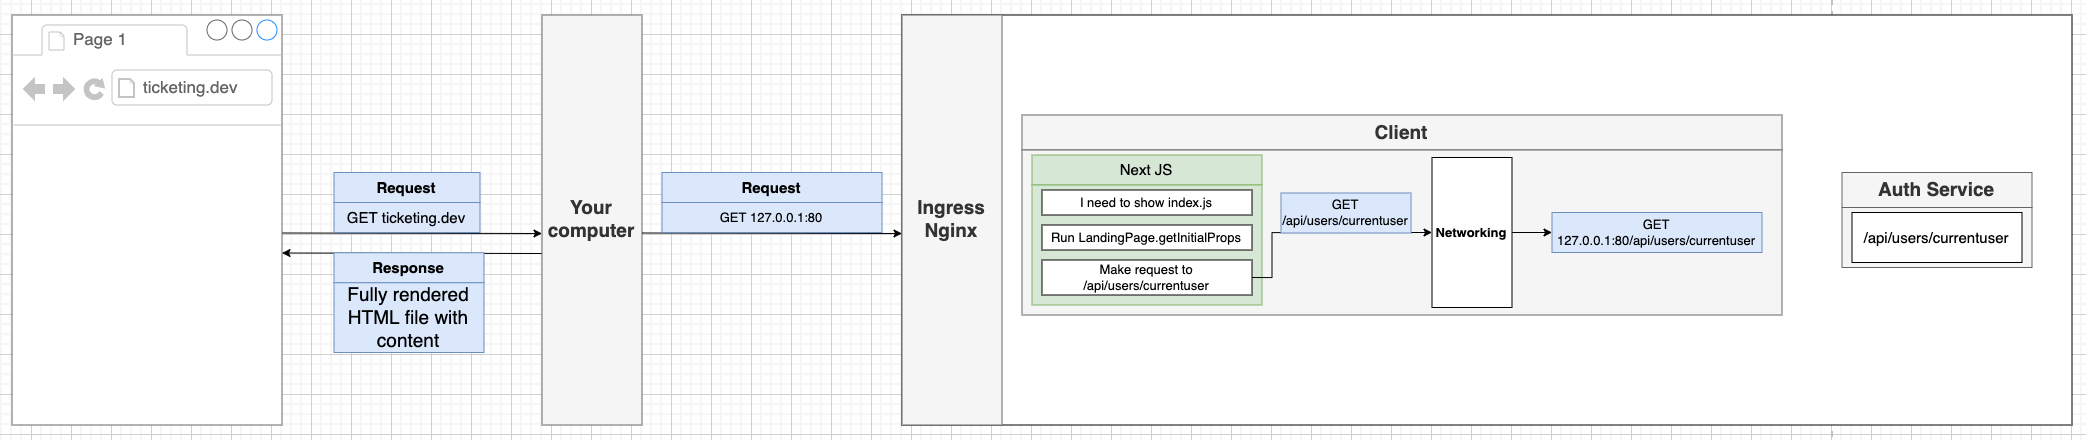 Page 1
ticketing.dev
Request
GET ticketing.dev
Response
Fully rendered
HTML file with
content
Your
computer
Request
GET 127.0.0.1:80
Ingress
Nginx
Client
Next JS
I need to show index.js
Run LandingPage.getInitialProps
Make request to
/api/users/currentuser
GET
/api/users/currentuser
Networking
GET
127.0.0.1:80/api/users/currentuser
Auth Service
/api/users/currentuser